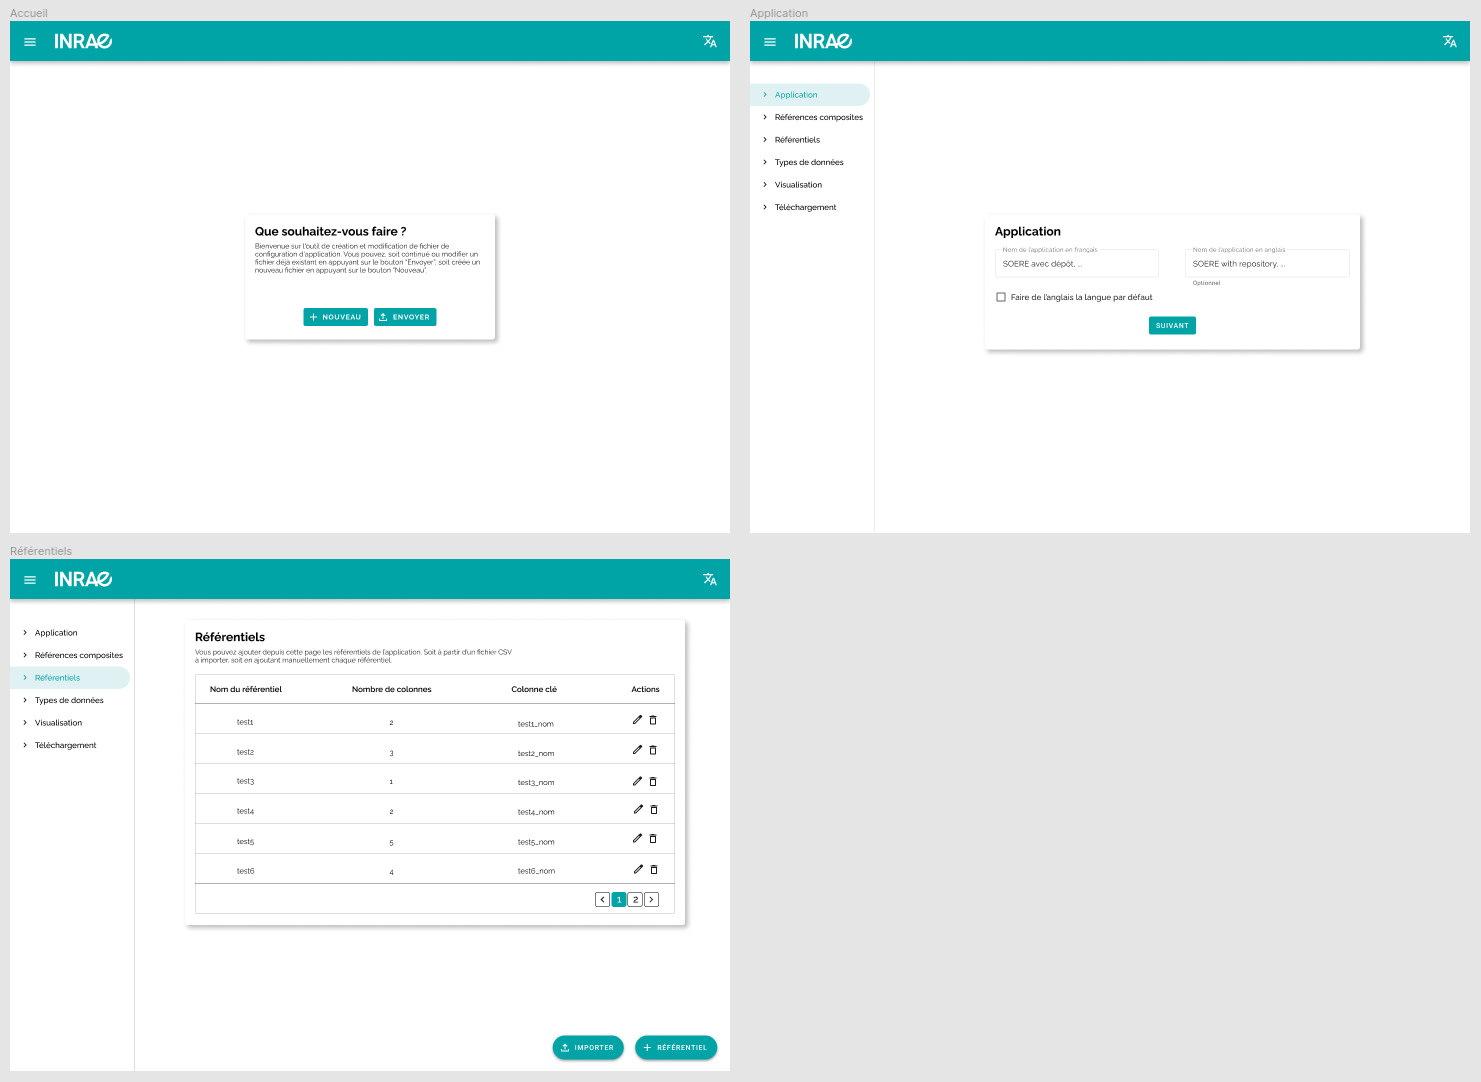 Accueil
INRAE
Que souhaitez-vous faire ?
Bienvenue sur l'outil de création et modification de fichier de
configuration d'application. Vous pouvez, soit continué ou modifier un
fichier déjà existant en appuyant sur le bouton "Envoyer", soit créée un
nouveau fichier en appuyant sur le bouton "Nouveau".
NOUVEAU
ENVOYER
Application
INRAE
Application
Références composites
Référentiels
Types de données
Visualisation
Téléchargement
Application
Nom de l'application en français
SOERE avec dépôt, ...
Nom de l'application en anglais
SOERE with repository, ...
Optionnel
Faire de l'anglais la langue par défaut
SUIVANT
Référentiels
INRAE
Application
Références composites
Référentiels
Types de données
Visualisation
Téléchargement
Référentiels
Vous pouvez ajouter depuis cette page les référentiels de l'application. Soit à partir d'un fichier CSV
à importer, soit en ajoutant manuellement chaque référentiel.
Nom du référentiel Nombre de colonnes Colonne clé Actions
test1 2 test1_nom
test2 3 test2_nom
test3 1 test3_nom
test4 2 test4_nom
test5 5 test5_nom
test6 4 test6_nom
1 2
IMPORTER
RÉFÉRENTIEL